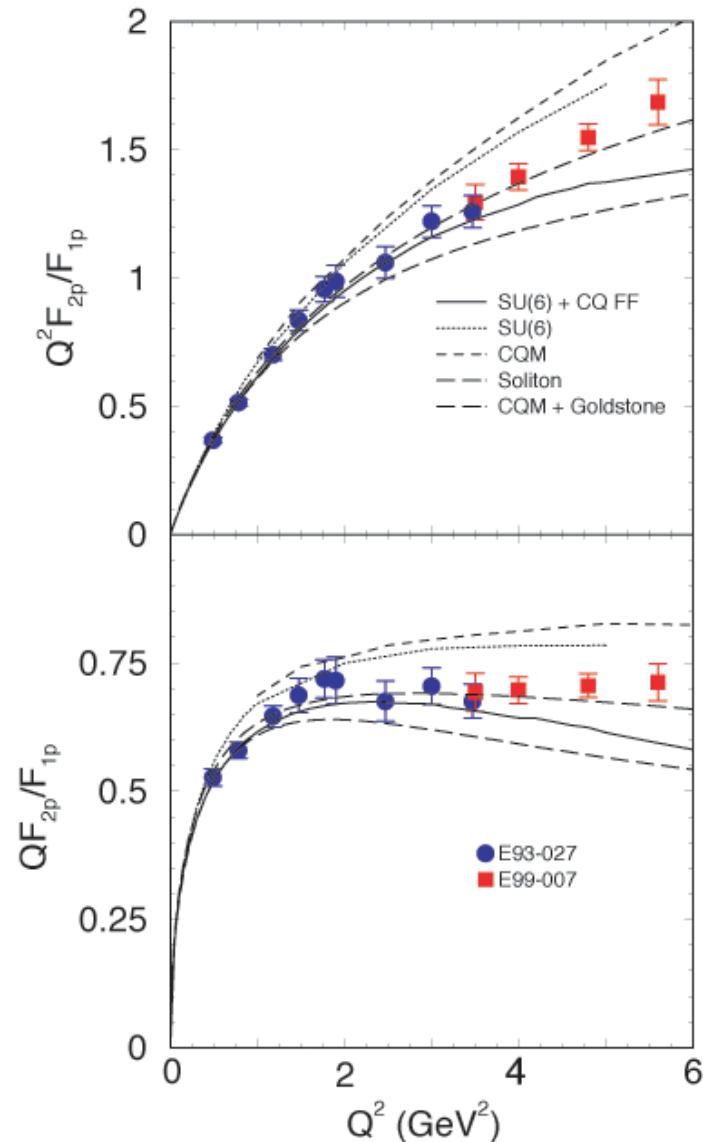 2
1.5
1
0.5
0
Q²F₂ₚ/F₁ₚ
SU(6) + CQ FF
SU(6)
CQM
Soliton
CQM + Goldstone
0.75
0.5
0.25
0
QF₂ₚ/F₁ₚ
E93-027
E99-007
0 2 4 6
Q² (GeV²)